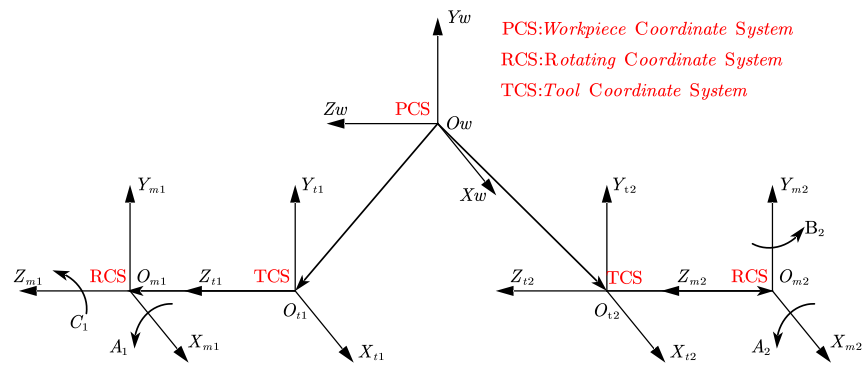 Yw
PCS:Workpiece Coordinate System
RCS:Rotating Coordinate System
TCS:Tool Coordinate System
Zw PCS Ow
Xw
Ym1 Yt1 Yt2 Ym2
B2
Zm1 RCS Om1 Zt1 TCS Zt2 TCS Zm2 RCS Om2
C1 Ot1 Ot2
A1 Xm1 Xt1 Xt2 A2 Xm2